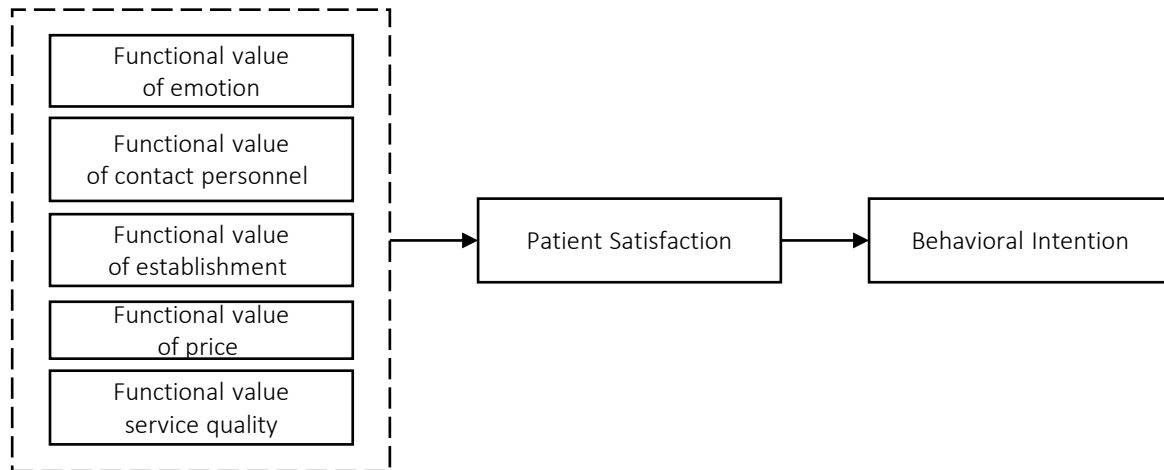 Functional value
of emotion
Functional value
of contact personnel
Functional value
of establishment
Functional value
of price
Functional value
service quality
Patient Satisfaction
Behavioral Intention